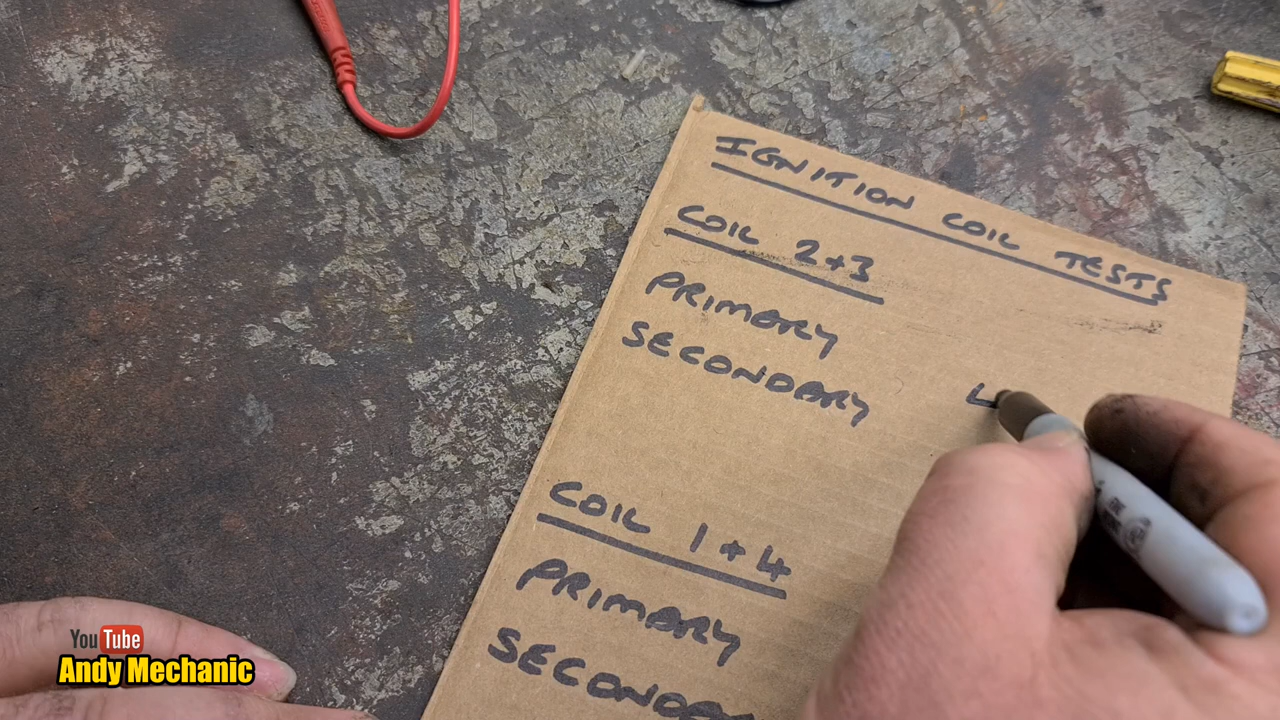 IGNITION COIL TESTS
COIL 2+3
PRIMARY
SECONDARY
COIL 1+4
PRIMARY
YouTube
Andy Mechanic